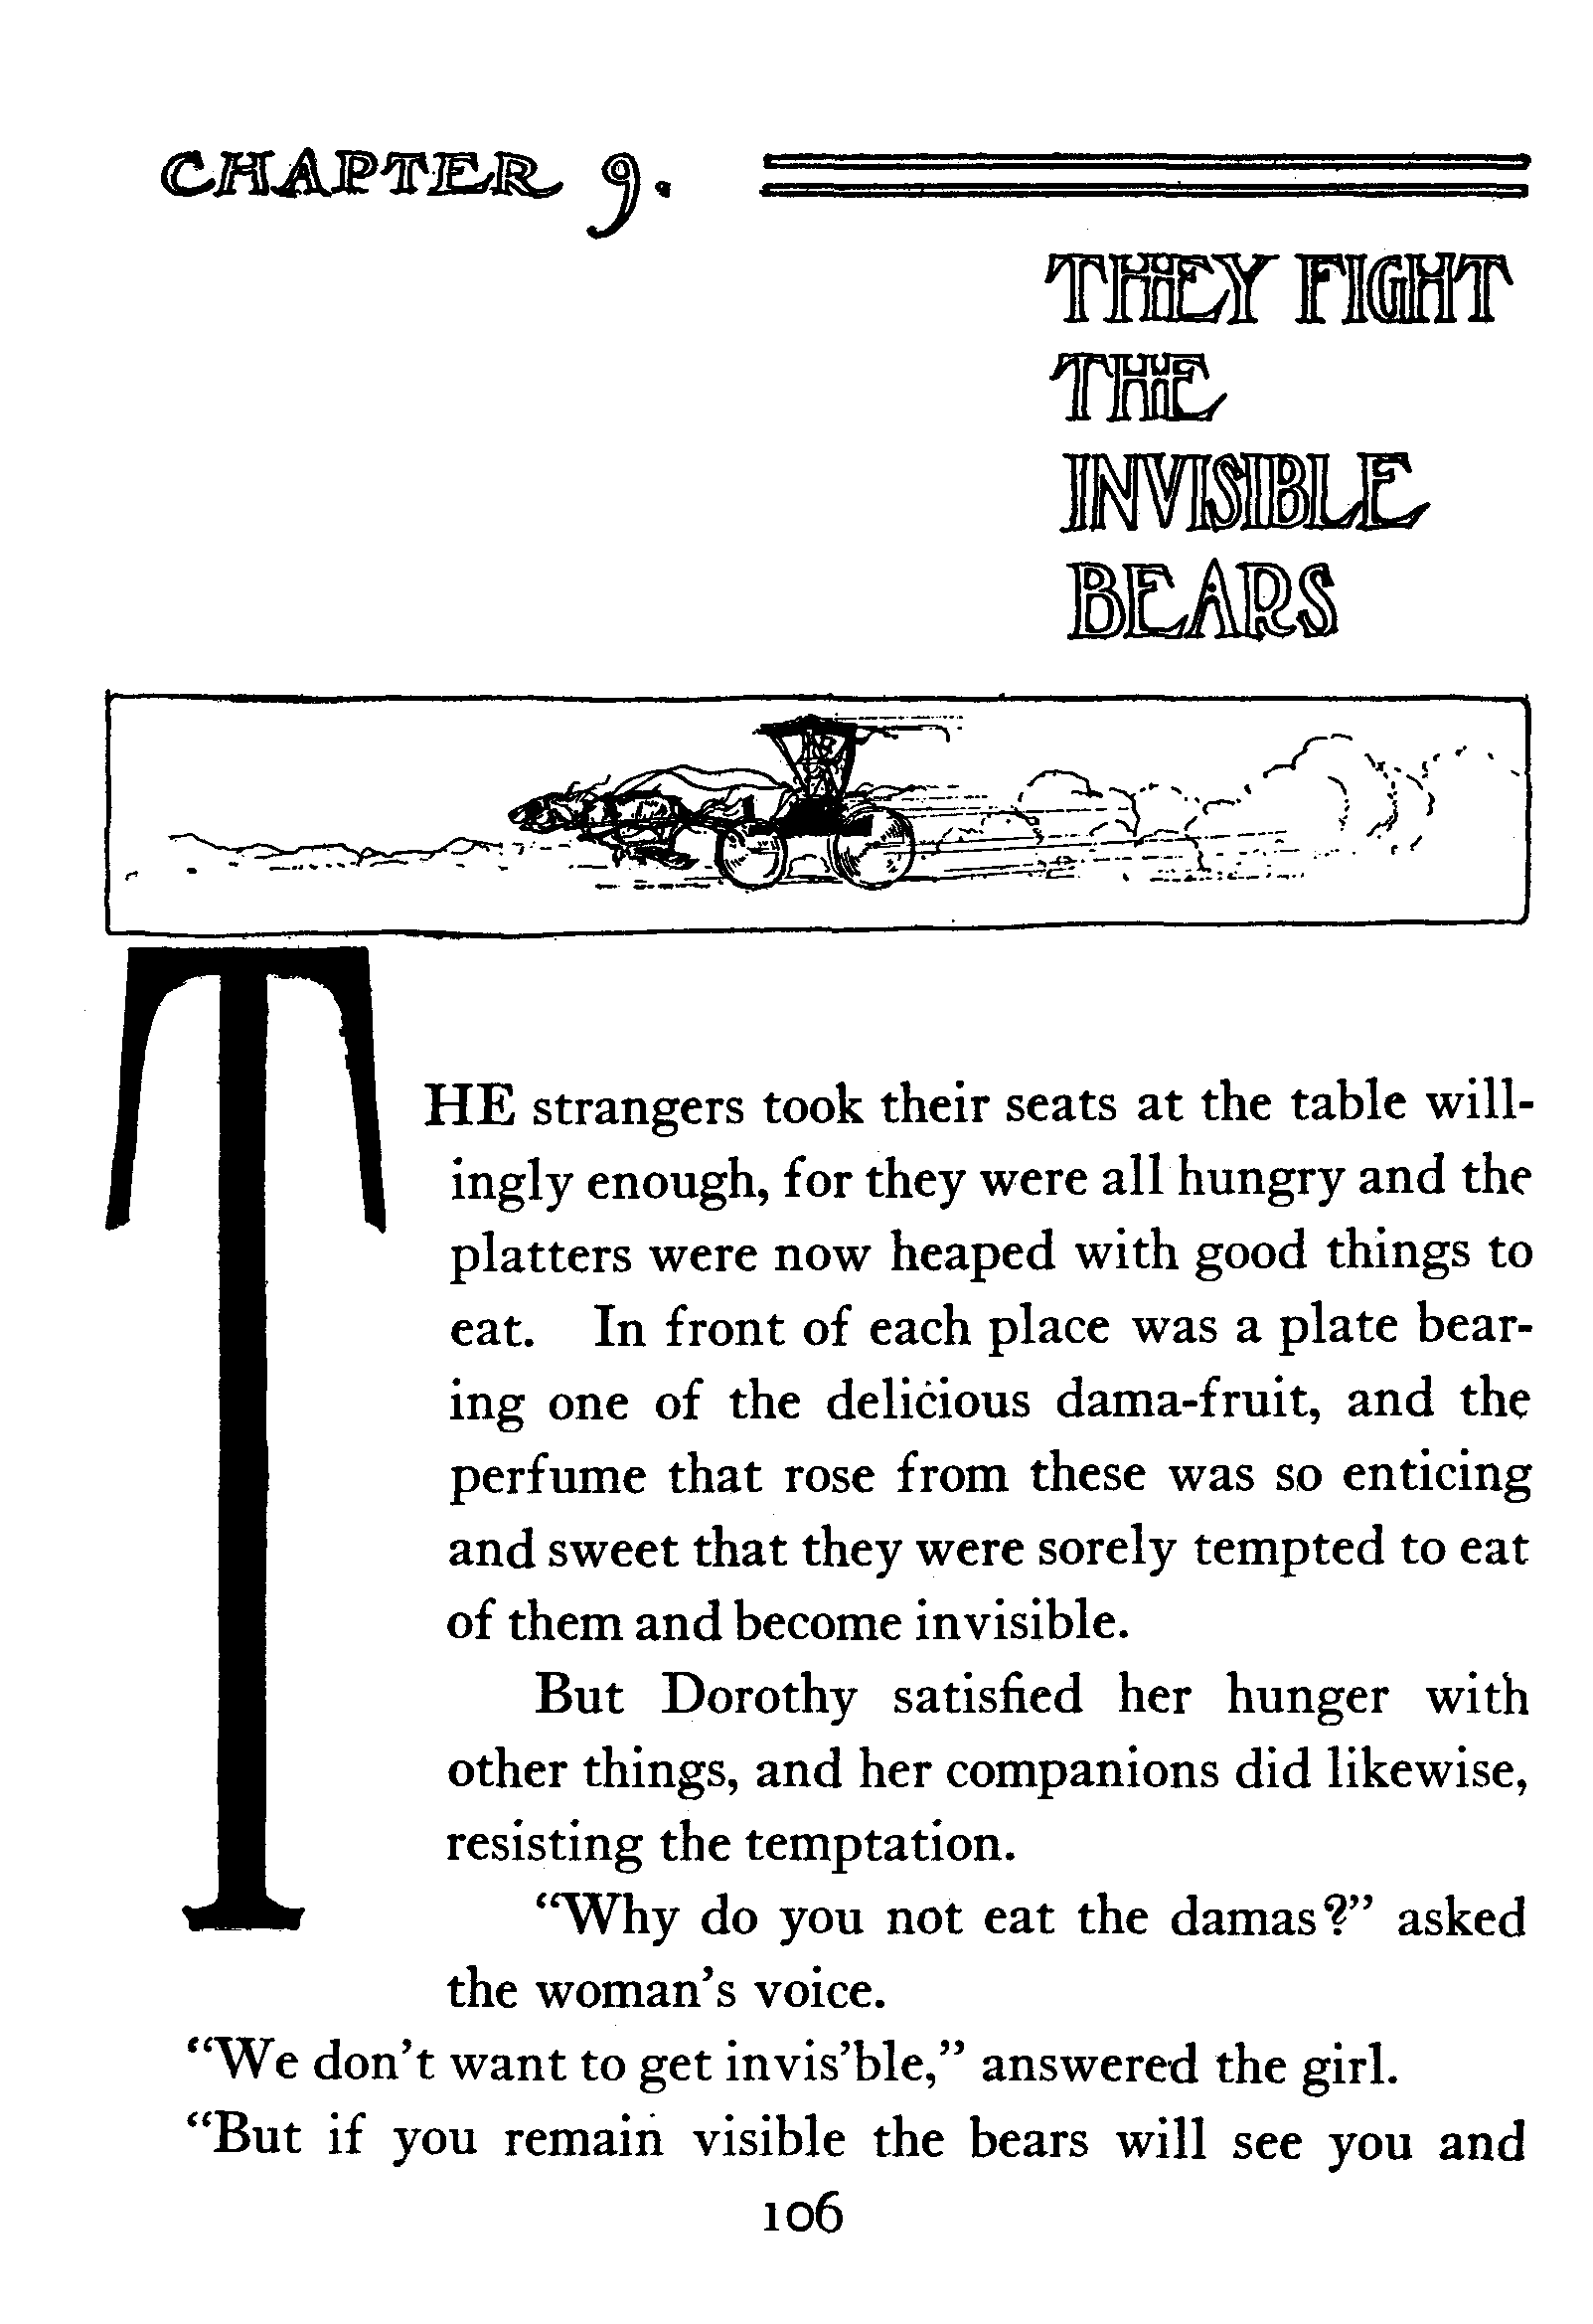 CHAPTER 9.
THEY FIGHT
THE
INVISIBLE
BEARS
THE strangers took their seats at the table will-
ingly enough, for they were all hungry and the
platters were now heaped with good things to
eat. In front of each place was a plate bear-
ing one of the delicious dama-fruit, and the
perfume that rose from these was so enticing
and sweet that they were sorely tempted to eat
of them and become invisible.
But Dorothy satisfied her hunger with
other things, and her companions did likewise,
resisting the temptation.
“Why do you not eat the damas?” asked
the woman’s voice.
“We don’t want to get invis’ble,” answered the girl.
“But if you remain visible the bears will see you and
106